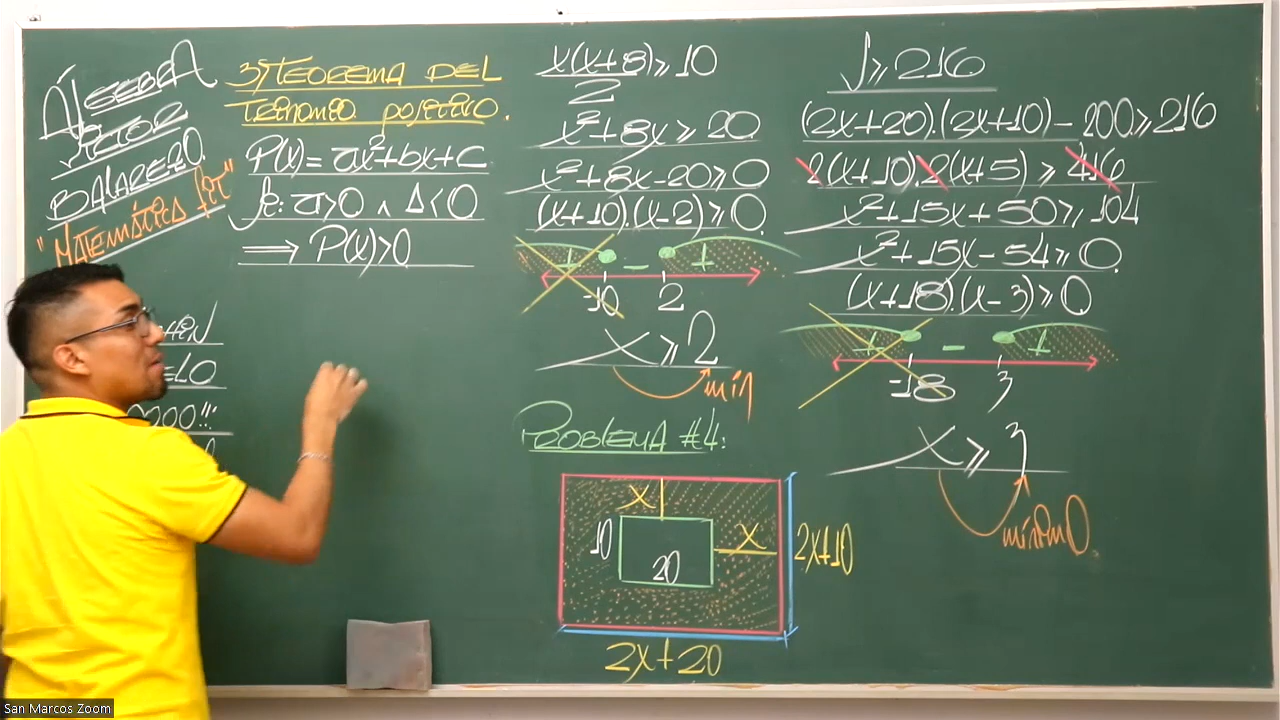 ÁLGEBRA
VÍCTOR
BALAREZO.
"MATEMÁTICA fit"
3) TEOREMA DEL
TRINOMIO positivo.
P(x) = ax²+bx+c
Si: a>0 ∧ Δ<0
⟹ P(x)>0
x(x+8)≥10
2
x²+8x ≥ 20
x²+8x-20≥0
(x+10).(x-2)≥0
+ - +
-10 2
x ≥ 2
mín
PROBLEMA #4:
x
10
x
20
2x+10
2x+20
S ≥ 216
(2x+20).(2x+10) - 200 ≥ 216
2(x+10).2(x+5) ≥ 416
x²+15x+50 ≥ 104
x²+15x-54 ≥ 0
(x+18).(x-3) ≥ 0
+ - +
-18 3
x ≥ 3
mínimo.
San Marcos Zoom